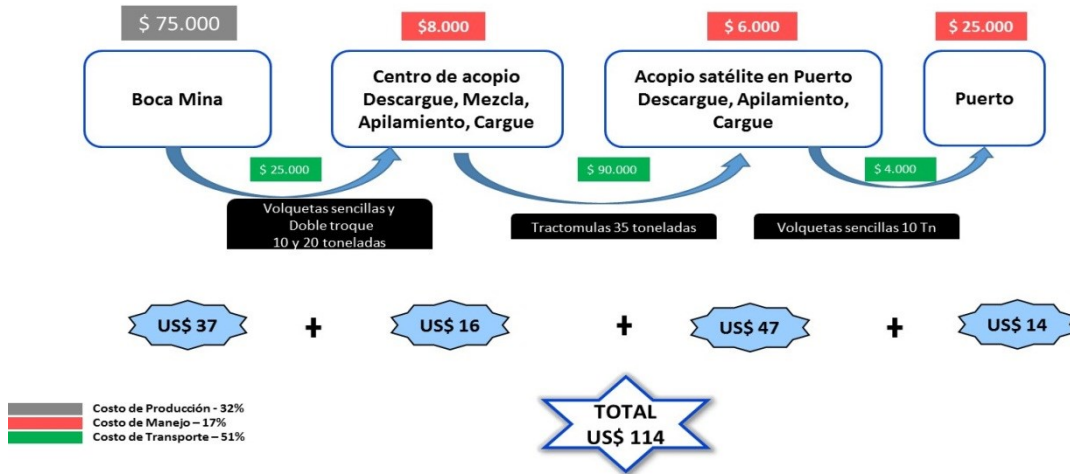 $ 75.000
$8.000
$ 6.000
$ 25.000
Boca Mina
Centro de acopio
Descargue, Mezcla,
Apilamiento, Cargue
Acopio satélite en Puerto
Descargue, Apilamiento,
Cargue
Puerto
$ 25.000
$ 90.000
$ 4.000
Volquetas sencillas y
Doble troque
10 y 20 toneladas
Tractomulas 35 toneladas
Volquetas sencillas 10 Tn
US$ 37
+
US$ 16
+
US$ 47
+
US$ 14
TOTAL
US$ 114
Costo de Producción - 32%
Costo de Manejo – 17%
Costo de Transporte – 51%